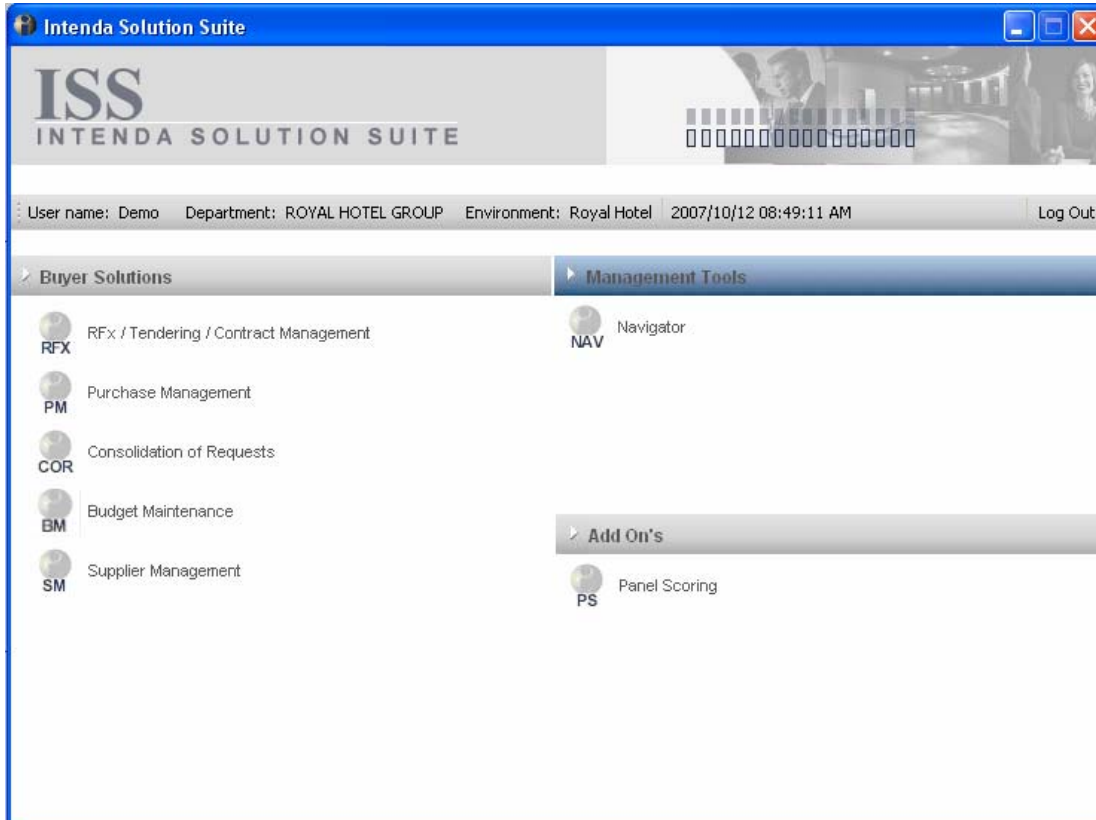 Intenda Solution Suite
ISS
INTENDA SOLUTION SUITE
User name: Demo Department: ROYAL HOTEL GROUP Environment: Royal Hotel 2007/10/12 08:49:11 AM Log Out
Buyer Solutions
RFX RFx / Tendering / Contract Management
PM Purchase Management
COR Consolidation of Requests
BM Budget Maintenance
SM Supplier Management
Management Tools
NAV Navigator
Add On's
PS Panel Scoring